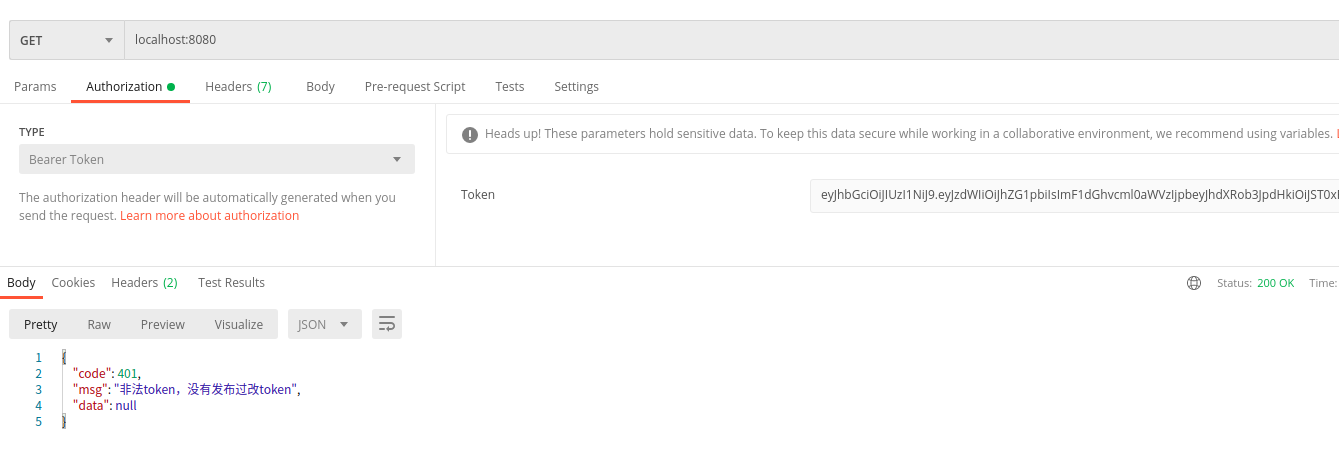 GET localhost:8080
Params Authorization Headers (7) Body Pre-request Script Tests Settings
TYPE
Bearer Token
The authorization header will be automatically generated when you
send the request. Learn more about authorization
Heads up! These parameters hold sensitive data. To keep this data secure while working in a collaborative environment, we recommend using variables.
Token eyJhbGciOiJIUzI1NiJ9.eyJzdWIiOiJhZG1pbiIsImF1dGhvcml0aWVzIjpbeyJhdXRob3JpdHkiOiJST0x
Body Cookies Headers (2) Test Results Status: 200 OK Time:
Pretty Raw Preview Visualize JSON
1 {
2 "code": 401,
3 "msg": "非法token，没有发布过改token",
4 "data": null
5 }